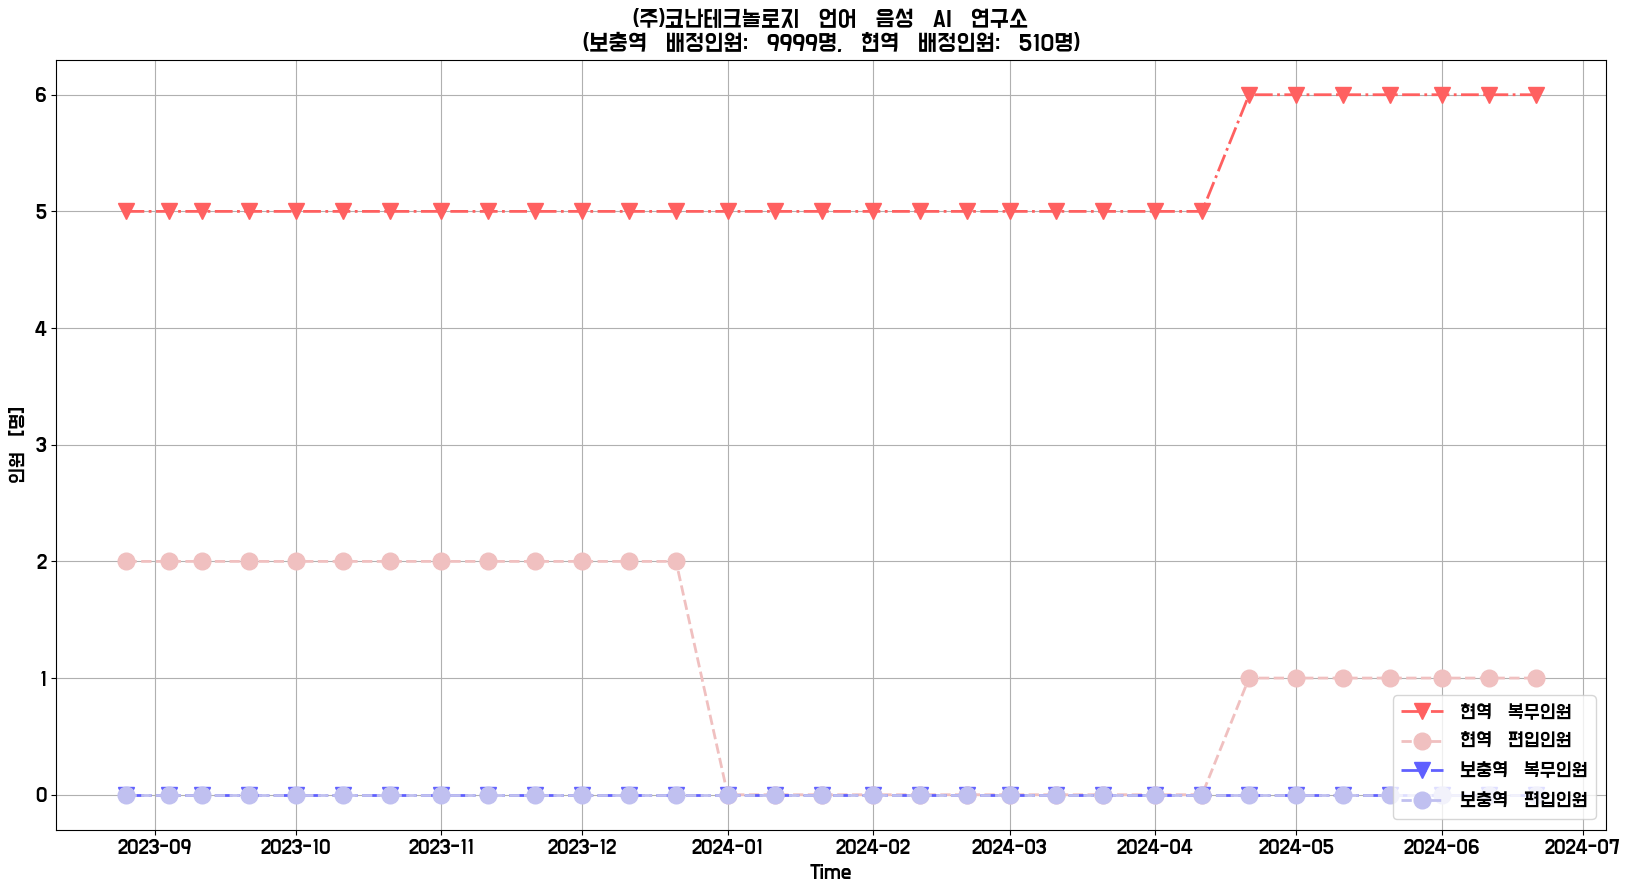 (주)코난테크놀로지 언어 음성 AI 연구소
(보충역 배정인원: 9999명, 현역 배정인원: 510명)
인원 [명]
6
5
4
3
2
1
0
현역 복무인원
현역 편입인원
보충역 복무인원
보충역 편입인원
2023-09 2023-10 2023-11 2023-12 2024-01 2024-02 2024-03 2024-04 2024-05 2024-06 2024-07
Time